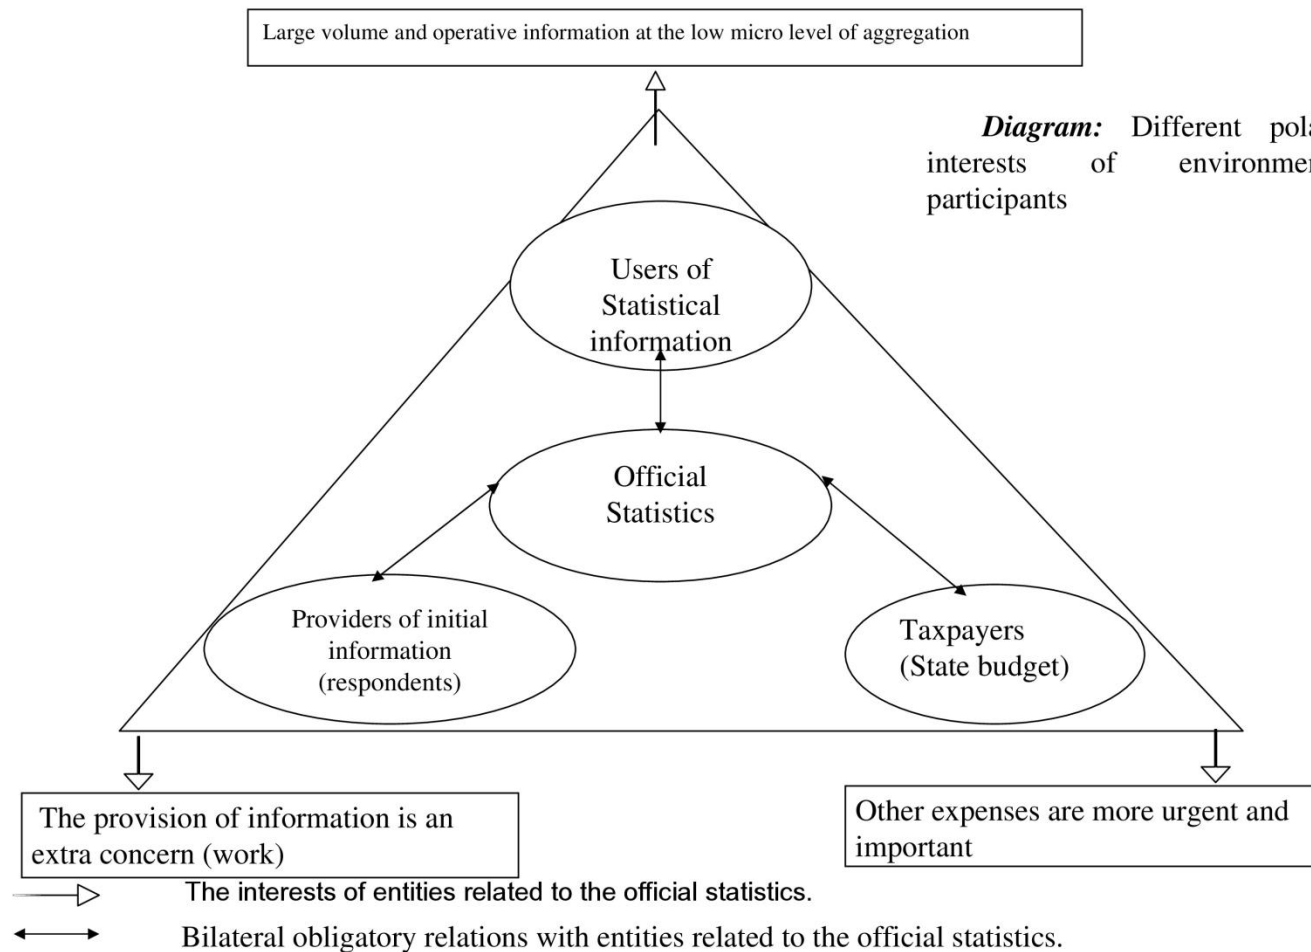 Large volume and operative information at the low micro level of aggregation
Diagram: Different pola
interests of environmen
participants
Users of
Statistical
information
Official
Statistics
Providers of initial
information
(respondents)
Taxpayers
(State budget)
The provision of information is an
extra concern (work)
Other expenses are more urgent and
important
The interests of entities related to the official statistics.
Bilateral obligatory relations with entities related to the official statistics.